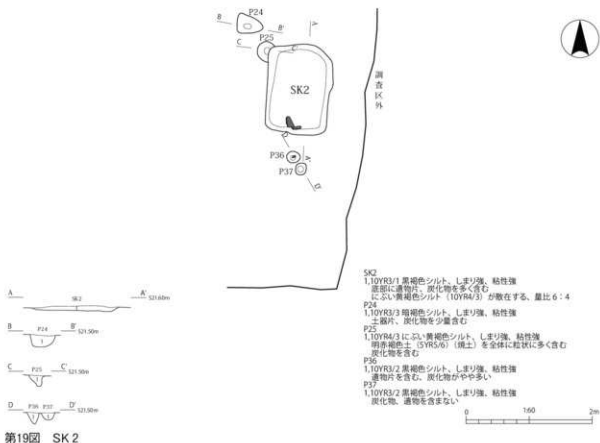 P24
B
B'
A
C
P25
C'
SK2
調査区外
D
P36
A'
P37
D'
A
SK2
A'
521.60m
B
P24
B'
521.50m
1
C
P25
C'
521.50m
1
D
P36
P37
D'
521.50m
1
1
第19図 SK2
SK2
1,10YR3/1 黒褐色シルト、しまり強、粘性強
底部に遺物片、炭化物を多く含む
にぶい黄褐色シルト（10YR4/3）が散在する、量比 6：4
P24
1,10YR3/3 暗褐色シルト、しまり強、粘性強
土器片、炭化物を少量含む
P25
1,10YR4/3 にぶい黄褐色シルト、しまり強、粘性強
明赤褐色土（5YR5/6）（焼土）を全体に粒状に多く含む
炭化物を含む
P36
1,10YR3/2 黒褐色シルト、しまり強、粘性強
遺物片を含む、炭化物がやや多い
P37
1,10YR3/2 黒褐色シルト、しまり強、粘性強
炭化物、遺物を含まない
0
1:60
2m